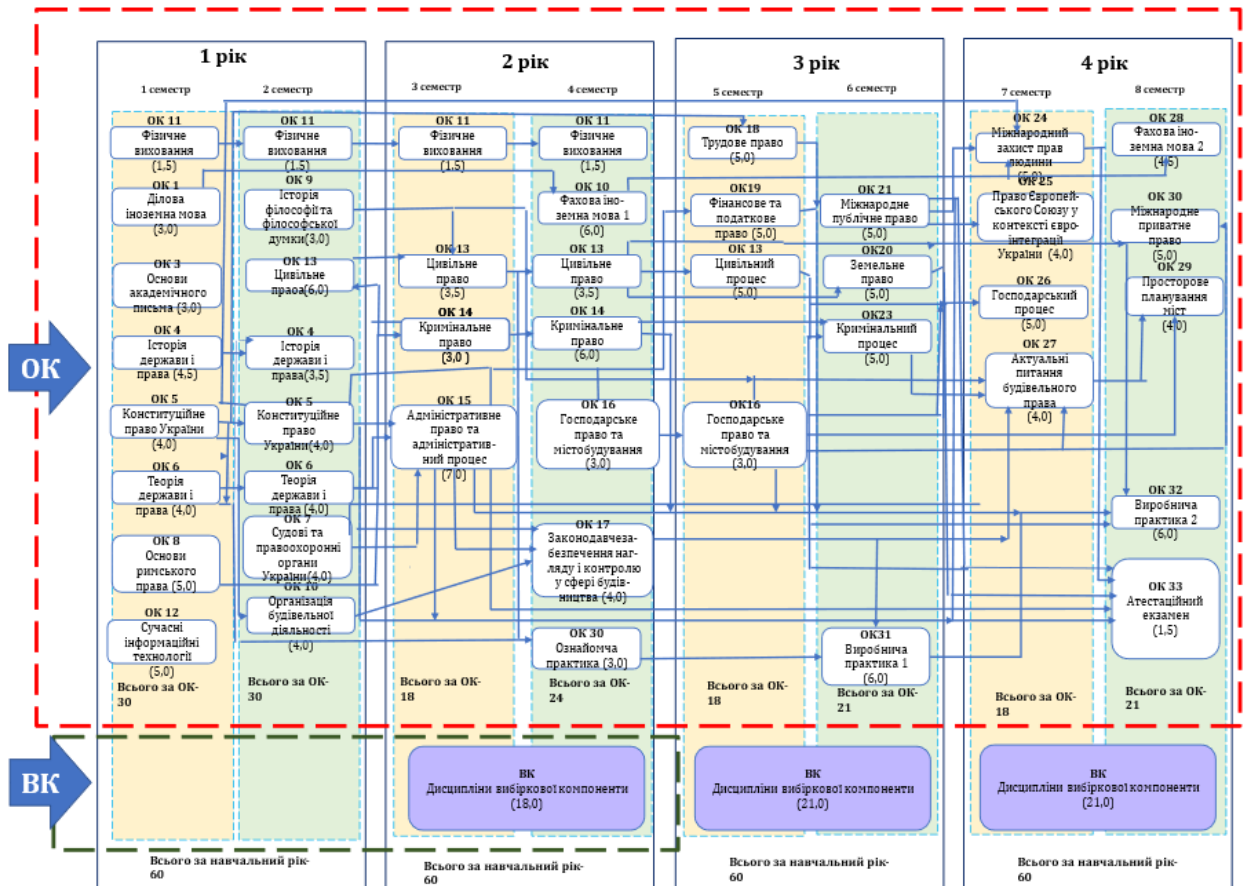 1 рік
1 семестр
2 семестр
ОК 11
Фізичне
виховання
(1,5)
ОК 1
Ділова
іноземна мова
(3,0)
ОК 3
Основи
академічного
письма (3,0)
ОК 4
Історія
держави і
права (4,5)
ОК 5
Конституційне
право України
(4,0)
ОК 6
Теорія
держави і
права (4,0)
ОК 8
Основи
римського
права (5,0)
ОК 12
Сучасні
інформаційні
технології
(5,0)
Всього за ОК-
30
ОК 11
Фізичне
виховання
(1,5)
ОК 9
Історія
філософії та
філософської
думки(3,0)
ОК 13
Цивільне
праоа(6,0)
ОК 4
Історія
держави і
права(3,5)
ОК 5
Конституційне
право
України(4,0)
ОК 6
Теорія
держави і
права (4,0)
ОК 7
Судові та
правоохоронні
органи
України(4,0)
ОК 10
Організація
будівельної
діяльності
(4,0)
Всього за ОК-
30
2 рік
3 семестр
4 семестр
ОК 11
Фізичне
виховання
(1,5)
ОК 13
Цивільне
право
(3,5)
ОК 14
Кримінальне
право
(3,0)
ОК 15
Адміністративне
право та
адміністратив-
ний процес
(7,0)
Всього за ОК-
18
ОК 11
Фізичне
виховання
(1,5)
ОК 10
Фахова іно-
земна мова 1
(6,0)
ОК 13
Цивільне
право
(3,5)
ОК 14
Кримінальне
право
(6,0)
ОК 16
Господарське
право та
містобудування
(3,0)
ОК 17
Законодавчеза-
безпечення наг-
ляду і контролю
у сфері будів-
ництва (4,0)
ОК 30
Ознайомча
практика (3,0)
Всього за ОК-
24
3 рік
5 семестр
6 семестр
ОК 18
Трудове право
(5,0)
ОК19
Фінансове та
податкове
право (5,0)
ОК 13
Цивільний
процес
(5,0)
ОК16
Господарське
право та
містобудування
(3,0)
Всього за ОК-
18
ОК 21
Міжнародне
публічне право
(5,0)
ОК20
Земельне
право
(5,0)
ОК23
Кримінальний
процес
(5,0)
ОК31
Виробнича
практика 1
(6,0)
Всього за ОК-
21
4 рік
7 семестр
8 семестр
ОК 24
Міжнародний
захист прав
людини
(5,0)
ОК 25
Право Європей-
ського Союзу у
контексті євро-
інтеграції
України (4,0)
ОК 26
Господарський
процес
(5,0)
ОК 27
Актуальні
питання
будівельного
права
(4,0)
Всього за ОК-
18
ОК 28
Фахова іно-
земна мова 2
(4,5)
ОК 30
Міжнародне
приватне
право
(5,0)
ОК 29
Просторове
планування
міст
(4,0)
ОК 32
Виробнича
практика 2
(6,0)
ОК 33
Атестаційний
екзамен
(1,5)
Всього за ОК-
21
ОК
ВК
ВК
Дисципліни вибіркової компоненти
(18,0)
ВК
Дисципліни вибіркової компоненти
(21,0)
ВК
Дисципліни вибіркової компоненти
(21,0)
Всього за навчальний рік-
60
Всього за навчальний рік-
60
Всього за навчальний рік-
60
Всього за навчальний рік-
60